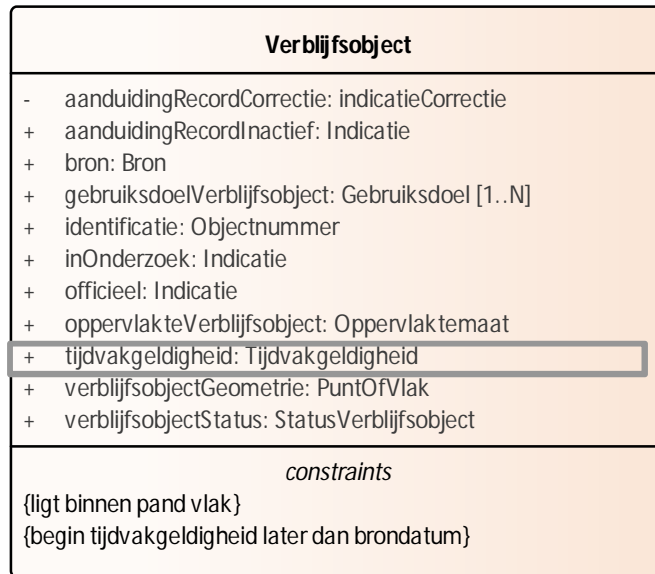 Verblijfsobject
- aanduidingRecordCorrectie: indicatieCorrectie
+ aanduidingRecordInactief: Indicatie
+ bron: Bron
+ gebruiksdoelVerblijfsobject: Gebruiksdoel [1..N]
+ identificatie: Objectnummer
+ inOnderzoek: Indicatie
+ officieel: Indicatie
+ oppervlakteVerblijfsobject: Oppervlaktemaat
+ tijdvakgeldigheid: Tijdvakgeldigheid
+ verblijfsobjectGeometrie: PuntOfVlak
+ verblijfsobjectStatus: StatusVerblijfsobject
constraints
{ligt binnen pand vlak}
{begin tijdvakgeldigheid later dan brondatum}